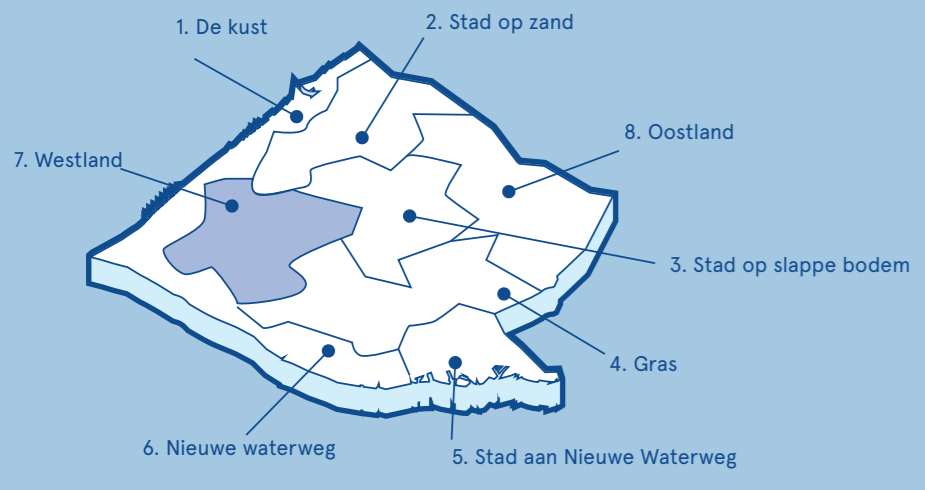 1. De kust
2. Stad op zand
8. Oostland
7. Westland
3. Stad op slappe bodem
4. Gras
6. Nieuwe waterweg
5. Stad aan Nieuwe Waterweg